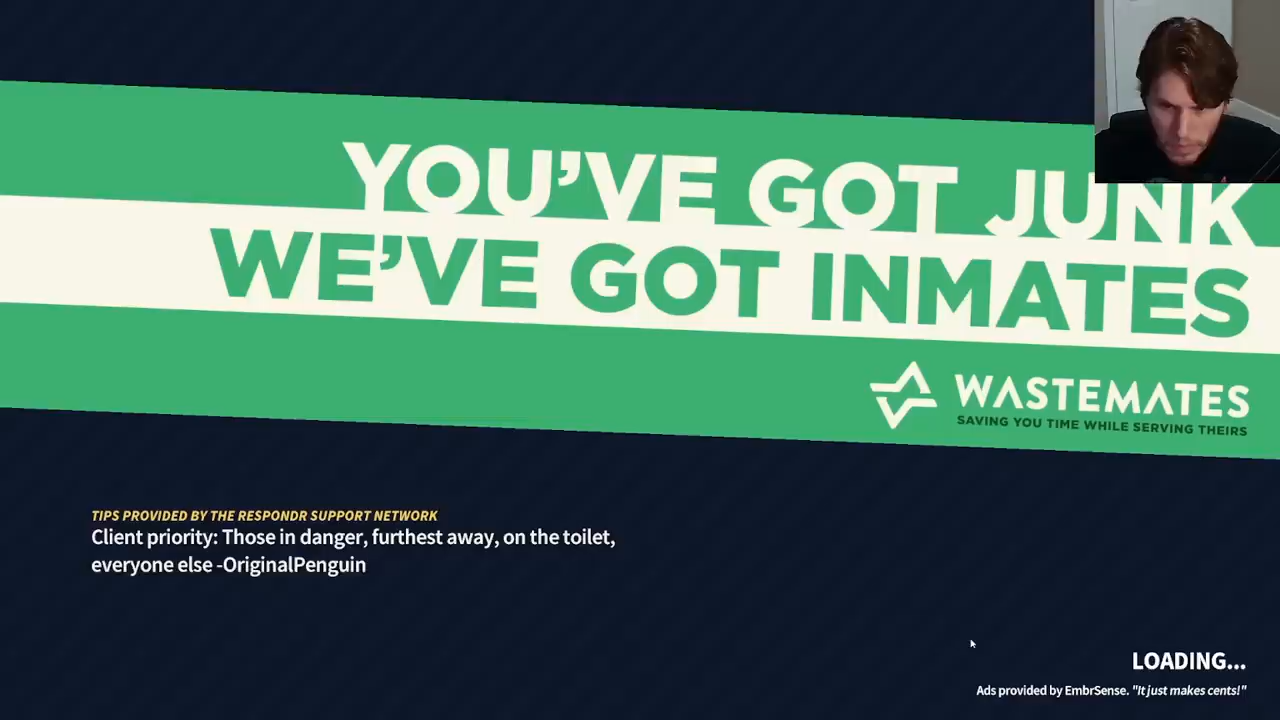 YOU'VE GOT JUNK
WE'VE GOT INMATES
WASTEMATES
SAVING YOU TIME WHILE SERVING THEIRS
TIPS PROVIDED BY THE RESPONDR SUPPORT NETWORK
Client priority: Those in danger, furthest away, on the toilet,
everyone else -OriginalPenguin
LOADING...
Ads provided by EmbrSense. "It just makes cents!"